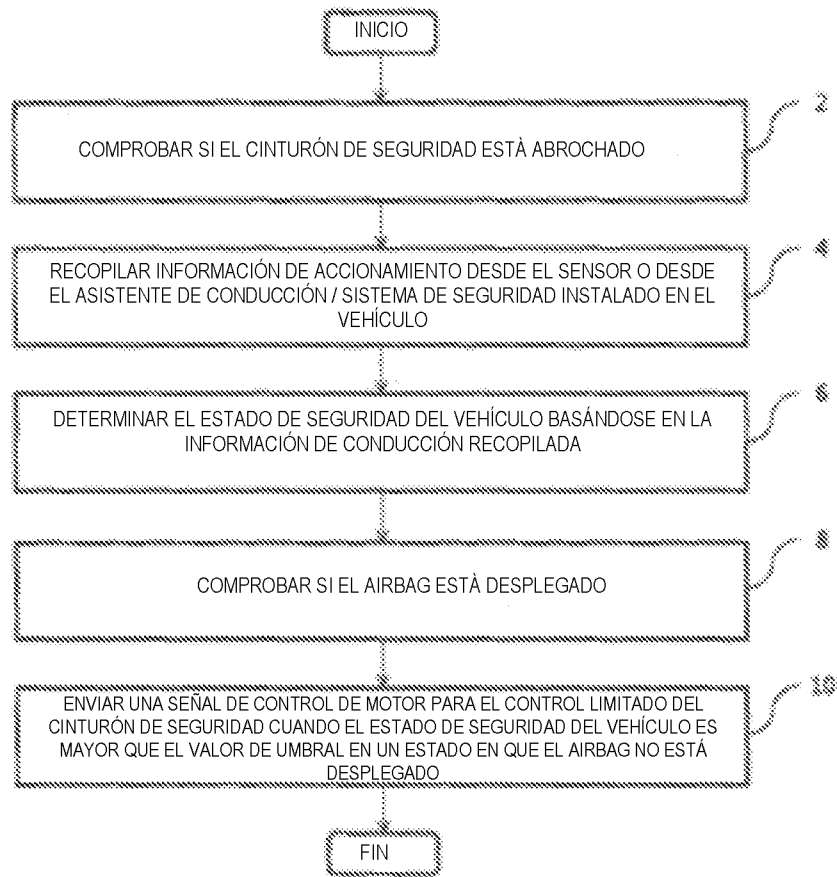 INICIO
2
COMPROBAR SI EL CINTURÓN DE SEGURIDAD ESTÀ ABROCHADO
4
RECOPILAR INFORMACIÓN DE ACCIONAMIENTO DESDE EL SENSOR O DESDE
EL ASISTENTE DE CONDUCCIÓN / SISTEMA DE SEGURIDAD INSTALADO EN EL
VEHÍCULO
6
DETERMINAR EL ESTADO DE SEGURIDAD DEL VEHÍCULO BASÁNDOSE EN LA
INFORMACIÓN DE CONDUCCIÓN RECOPILADA
8
COMPROBAR SI EL AIRBAG ESTÀ DESPLEGADO
10
ENVIAR UNA SEÑAL DE CONTROL DE MOTOR PARA EL CONTROL LIMITADO DEL
CINTURÓN DE SEGURIDAD CUANDO EL ESTADO DE SEGURIDAD DEL VEHÍCULO ES
MAYOR QUE EL VALOR DE UMBRAL EN UN ESTADO EN QUE EL AIRBAG NO ESTÁ
DESPLEGADO
FIN